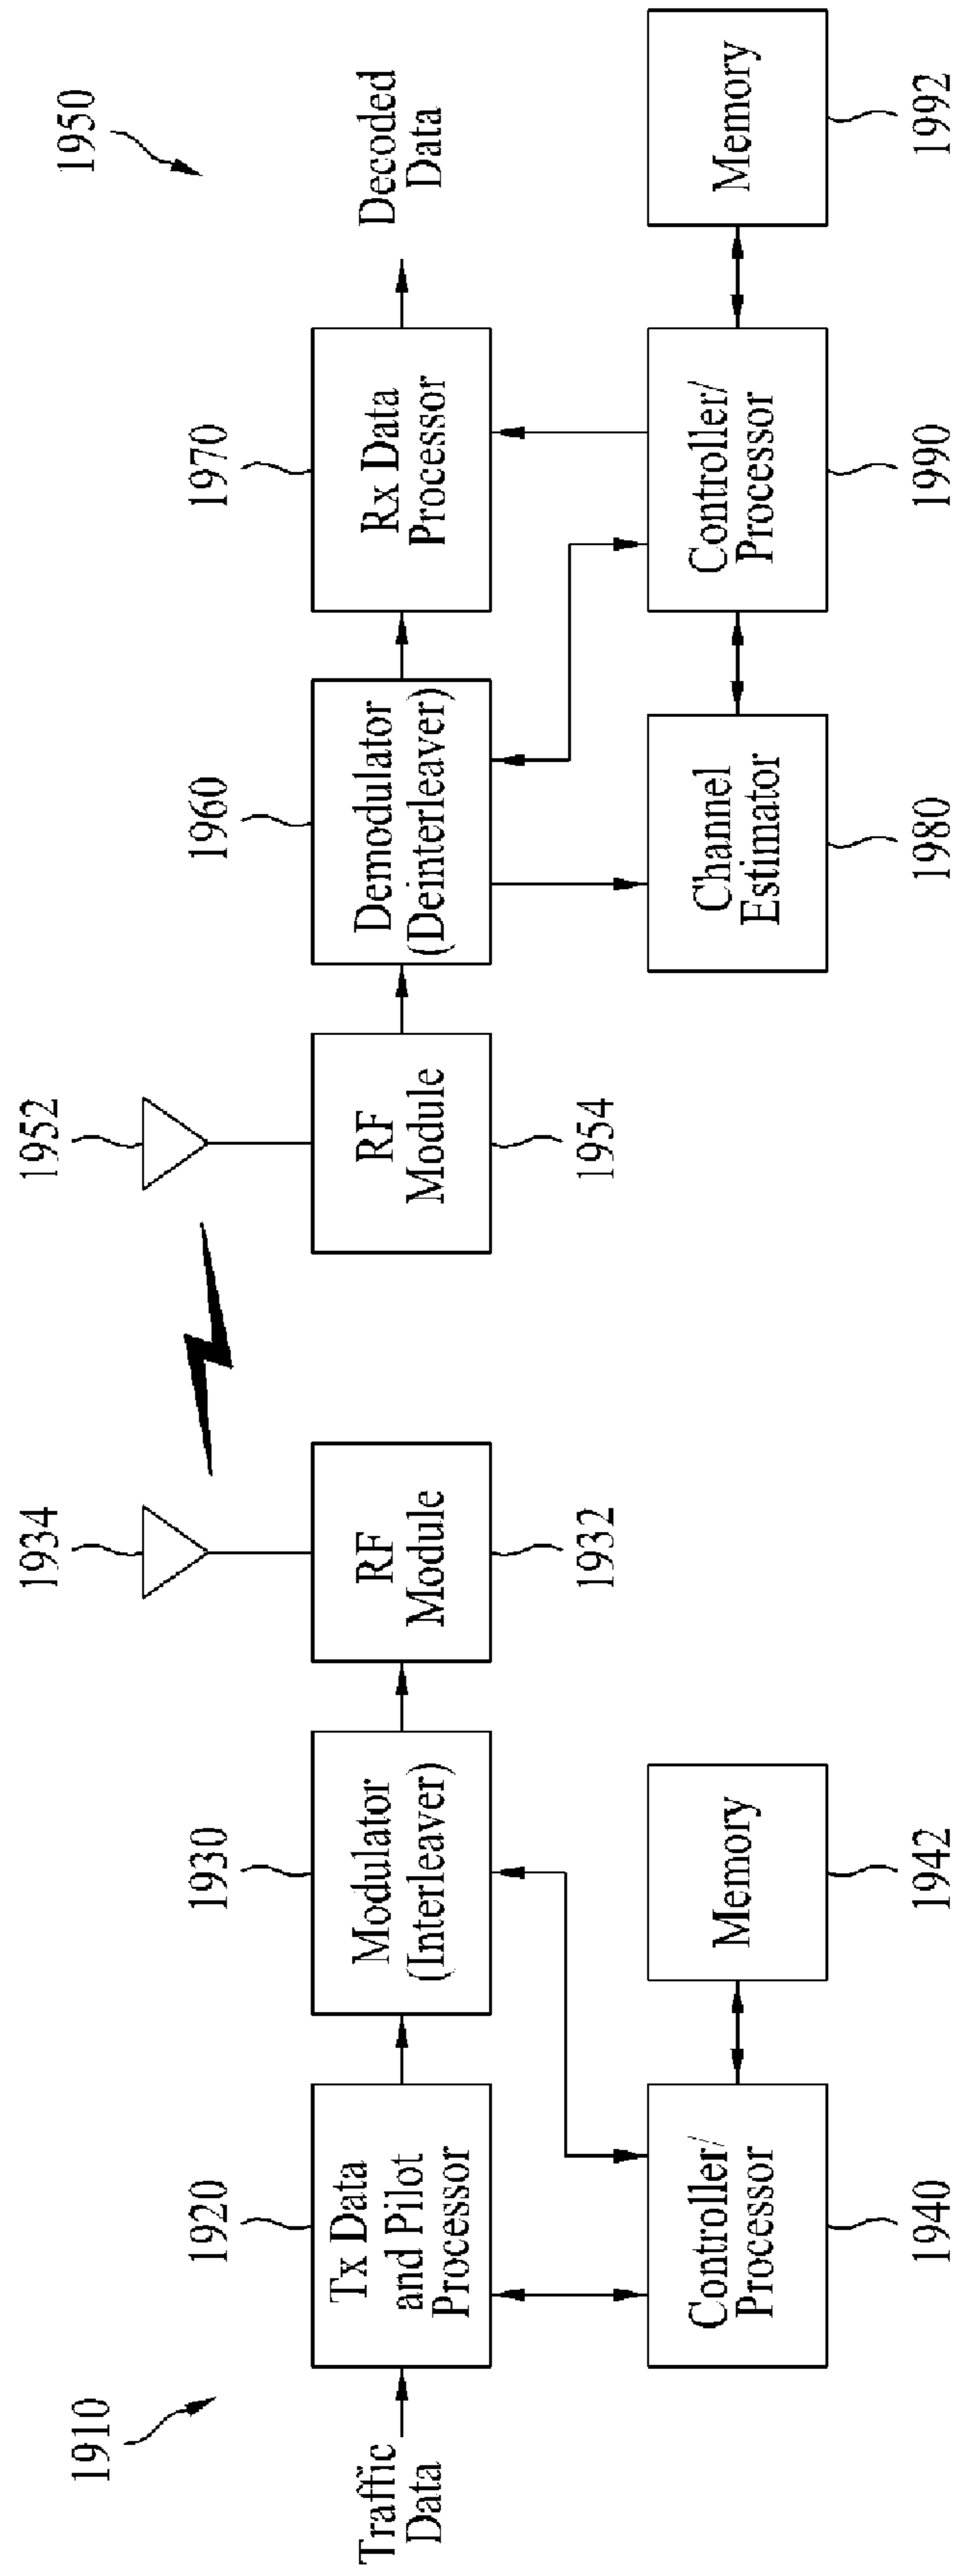 1910
Traffic
Data
1920
Tx Data
and Pilot
Processor
1930
Modulator
(Interleaver)
1934
RF
Module
1932
Controller/
Processor
1940
Memory
1942
1950
1952
RF
Module
1954
1960
Demodulator
(Deinterleaver)
1970
Rx Data
Processor
Decoded
Data
Channel
Estimator
1980
Controller/
Processor
1990
Memory
1992